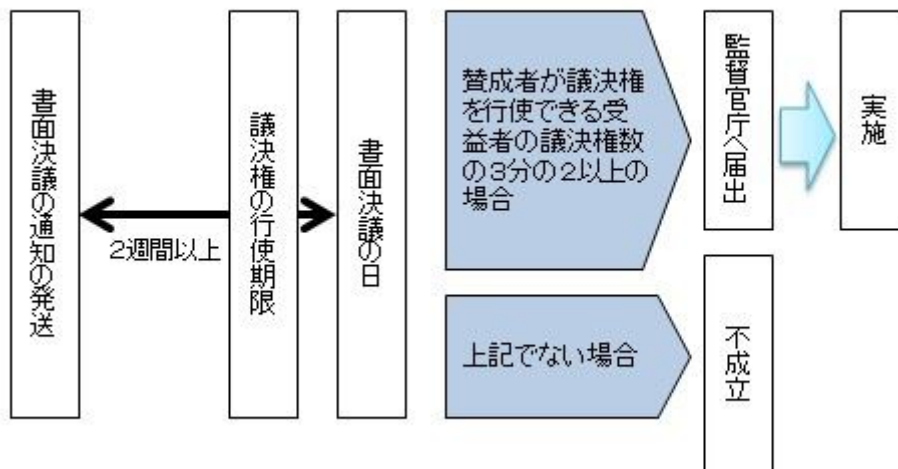 書面決議の通知の発送
2週間以上
議決権の行使期限
書面決議の日
賛成者が議決権
を行使できる受
益者の議決権数
の3分の2以上の
場合
監督官庁へ届出
実施
上記でない場合
不成立